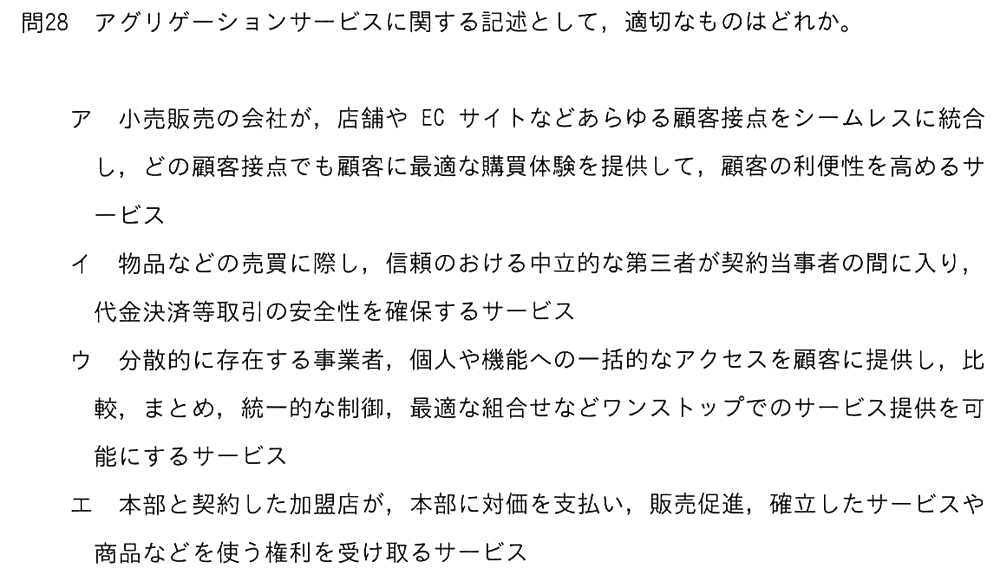 問28 アグリゲーションサービスに関する記述として，適切なものはどれか。
ア 小売販売の会社が，店舗や EC サイトなどあらゆる顧客接点をシームレスに統合
し，どの顧客接点でも顧客に最適な購買体験を提供して，顧客の利便性を高めるサ
ービス
イ 物品などの売買に際し，信頼のおける中立的な第三者が契約当事者の間に入り，
代金決済等取引の安全性を確保するサービス
ウ 分散的に存在する事業者，個人や機能への一括的なアクセスを顧客に提供し，比
較，まとめ，統一的な制御，最適な組合せなどワンストップでのサービス提供を可
能にするサービス
エ 本部と契約した加盟店が，本部に対価を支払い，販売促進，確立したサービスや
商品などを使う権利を受け取るサービス